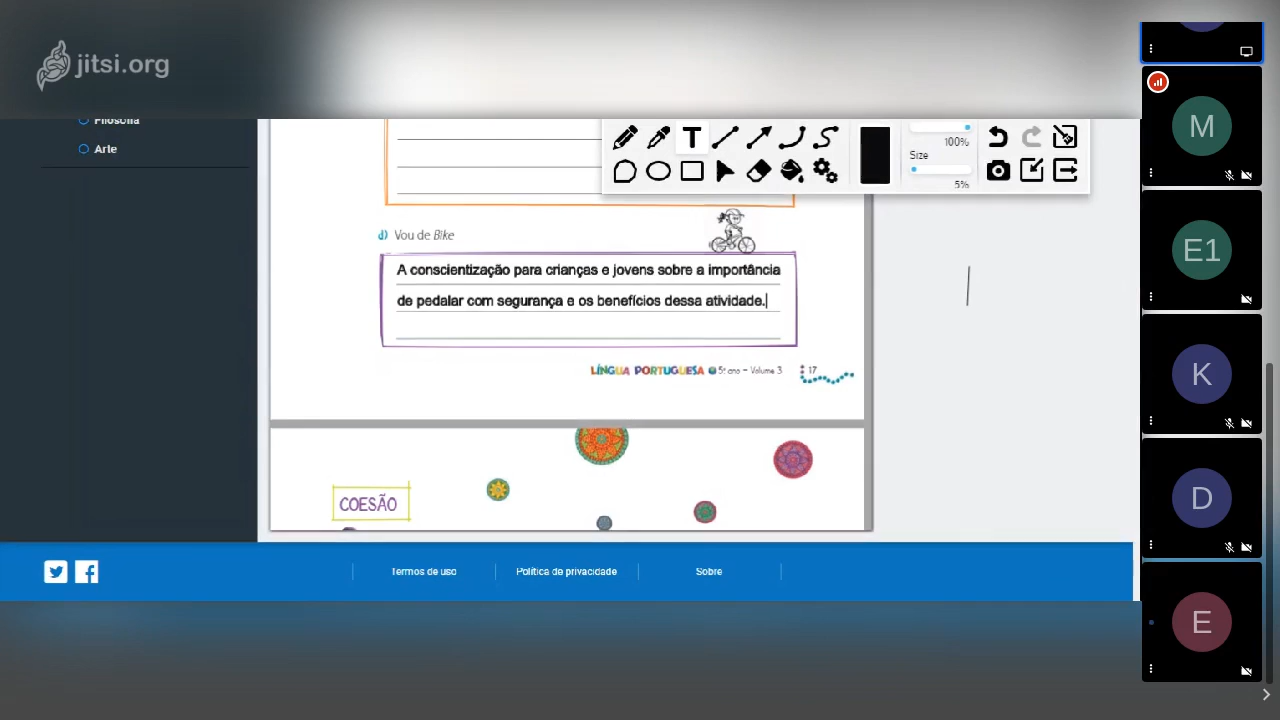 jitsi.org
Filosofia
Arte
100%
Size
5%
d) Vou de Bike
A conscientização para crianças e jovens sobre a importância
de pedalar com segurança e os benefícios dessa atividade.
LÍNGUA PORTUGUESA 5º ano – Volume 3 17
COESÃO
Termos de uso
Política de privacidade
Sobre
M
E1
K
D
E